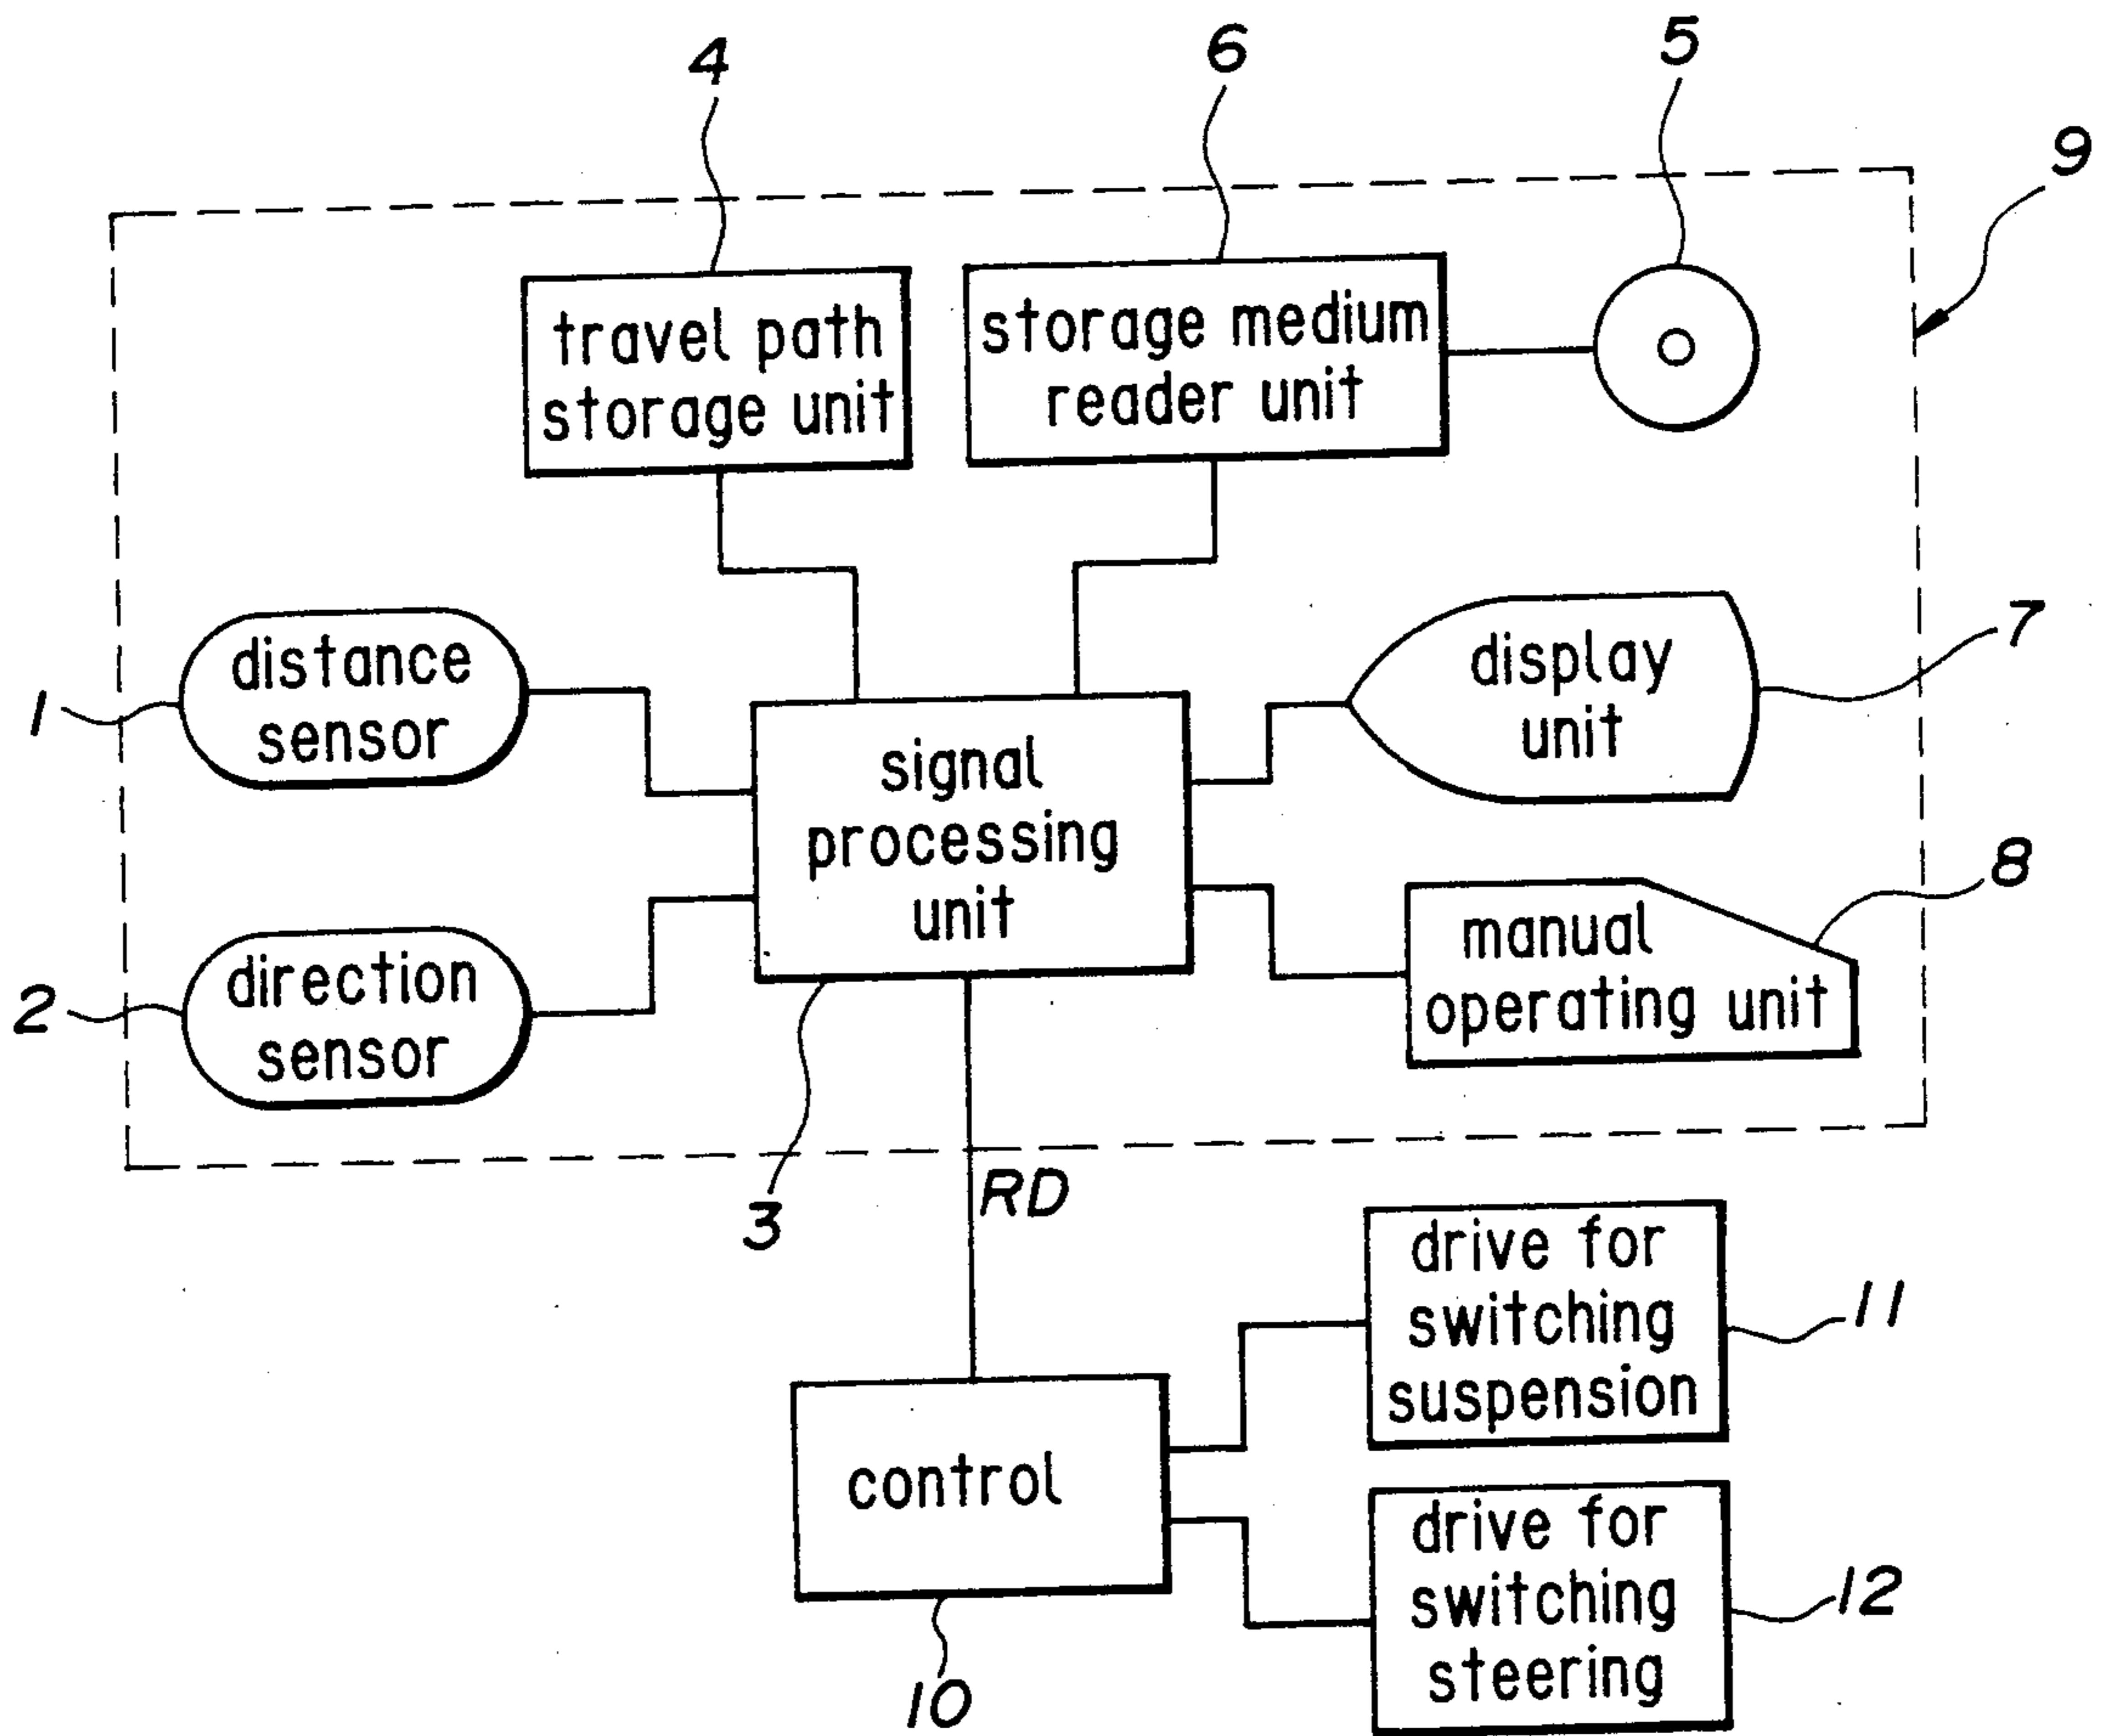 4
6
5
9
travel path
storage unit
storage medium
reader unit
1
distance
sensor
display
unit
7
signal
processing
unit
2
direction
sensor
manual
operating unit
8
3
RD
drive for
switching
suspension
11
control
10
drive for
switching
steering
12